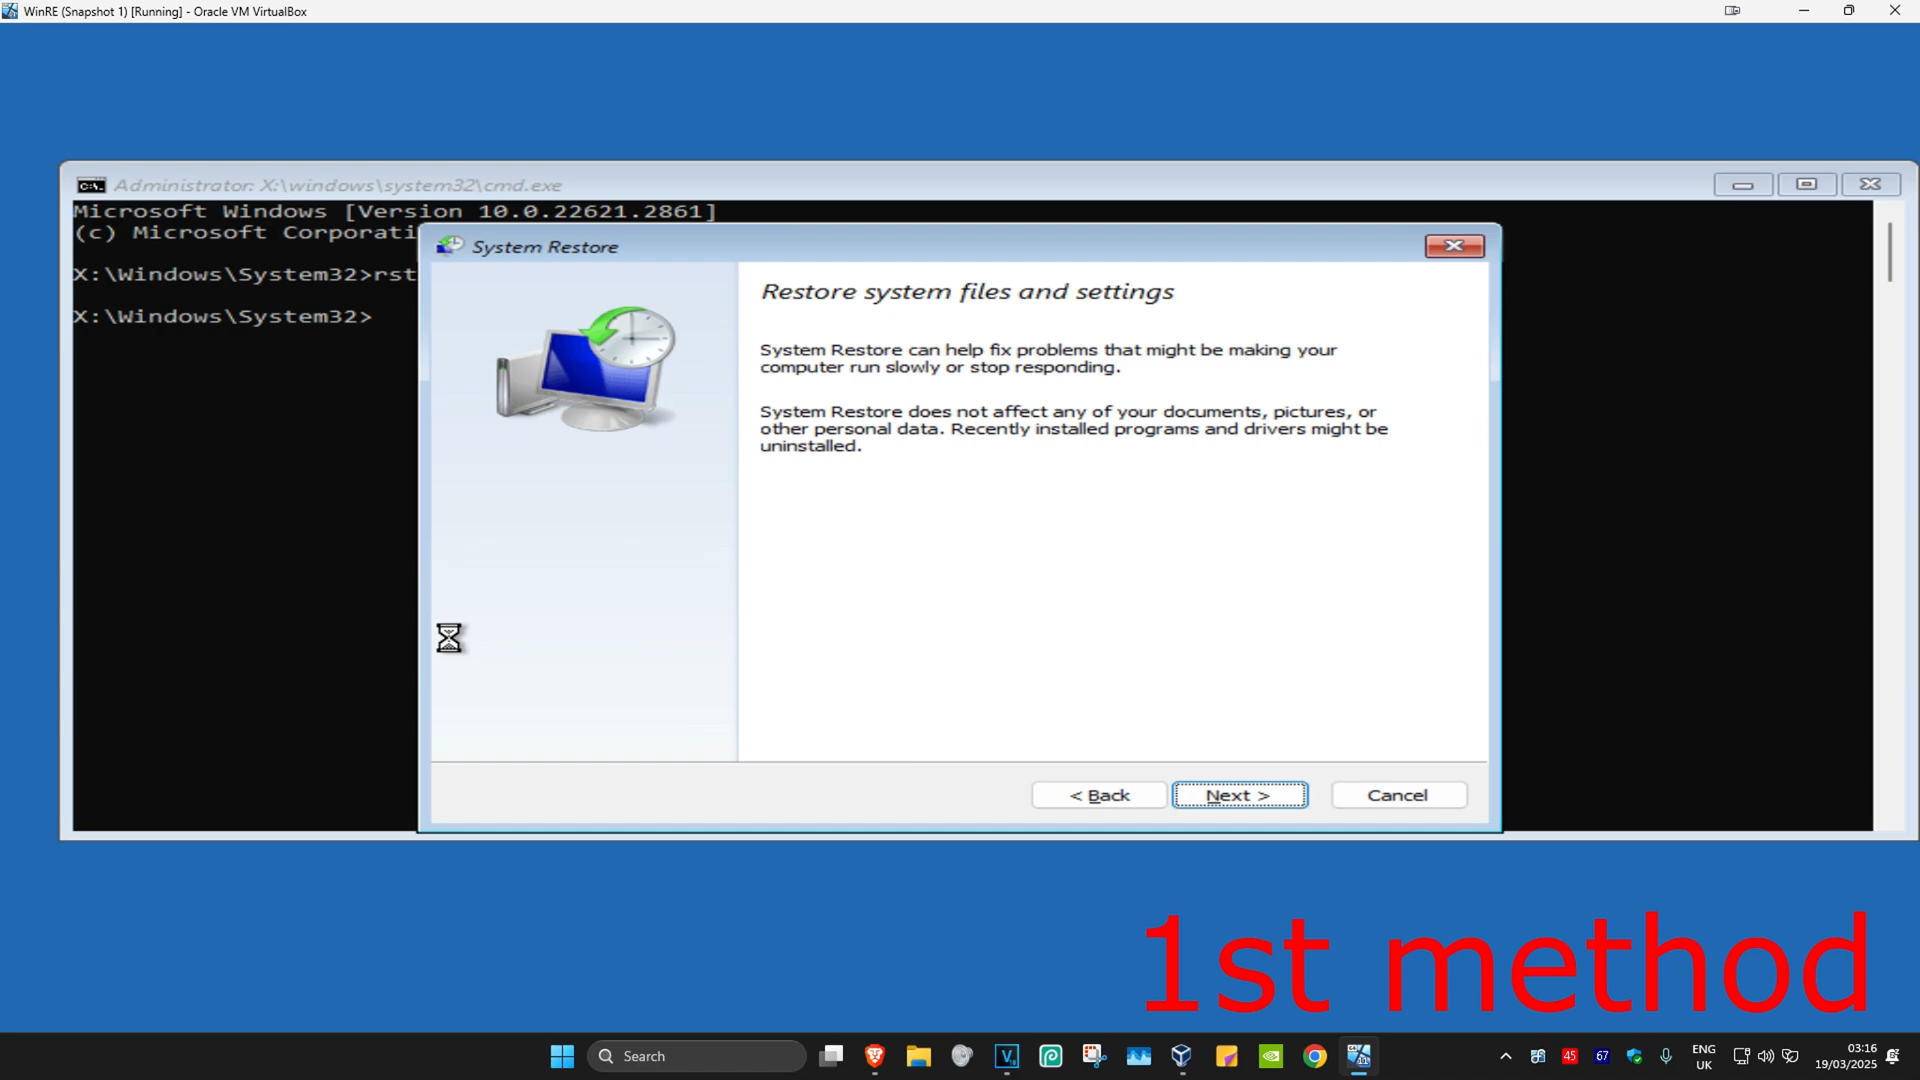 WinRE (Snapshot 1) [Running] - Oracle VM VirtualBox
Administrator: X:\windows\system32\cmd.exe
Microsoft Windows [Version 10.0.22621.2861]
(c) Microsoft Corporati
X:\Windows\System32>rst
X:\Windows\System32>
System Restore
Restore system files and settings
System Restore can help fix problems that might be making your
computer run slowly or stop responding.
System Restore does not affect any of your documents, pictures, or
other personal data. Recently installed programs and drivers might be
uninstalled.
< Back
Next >
Cancel
1st method
Search
45
67
ENG
UK
03:16
19/03/2025